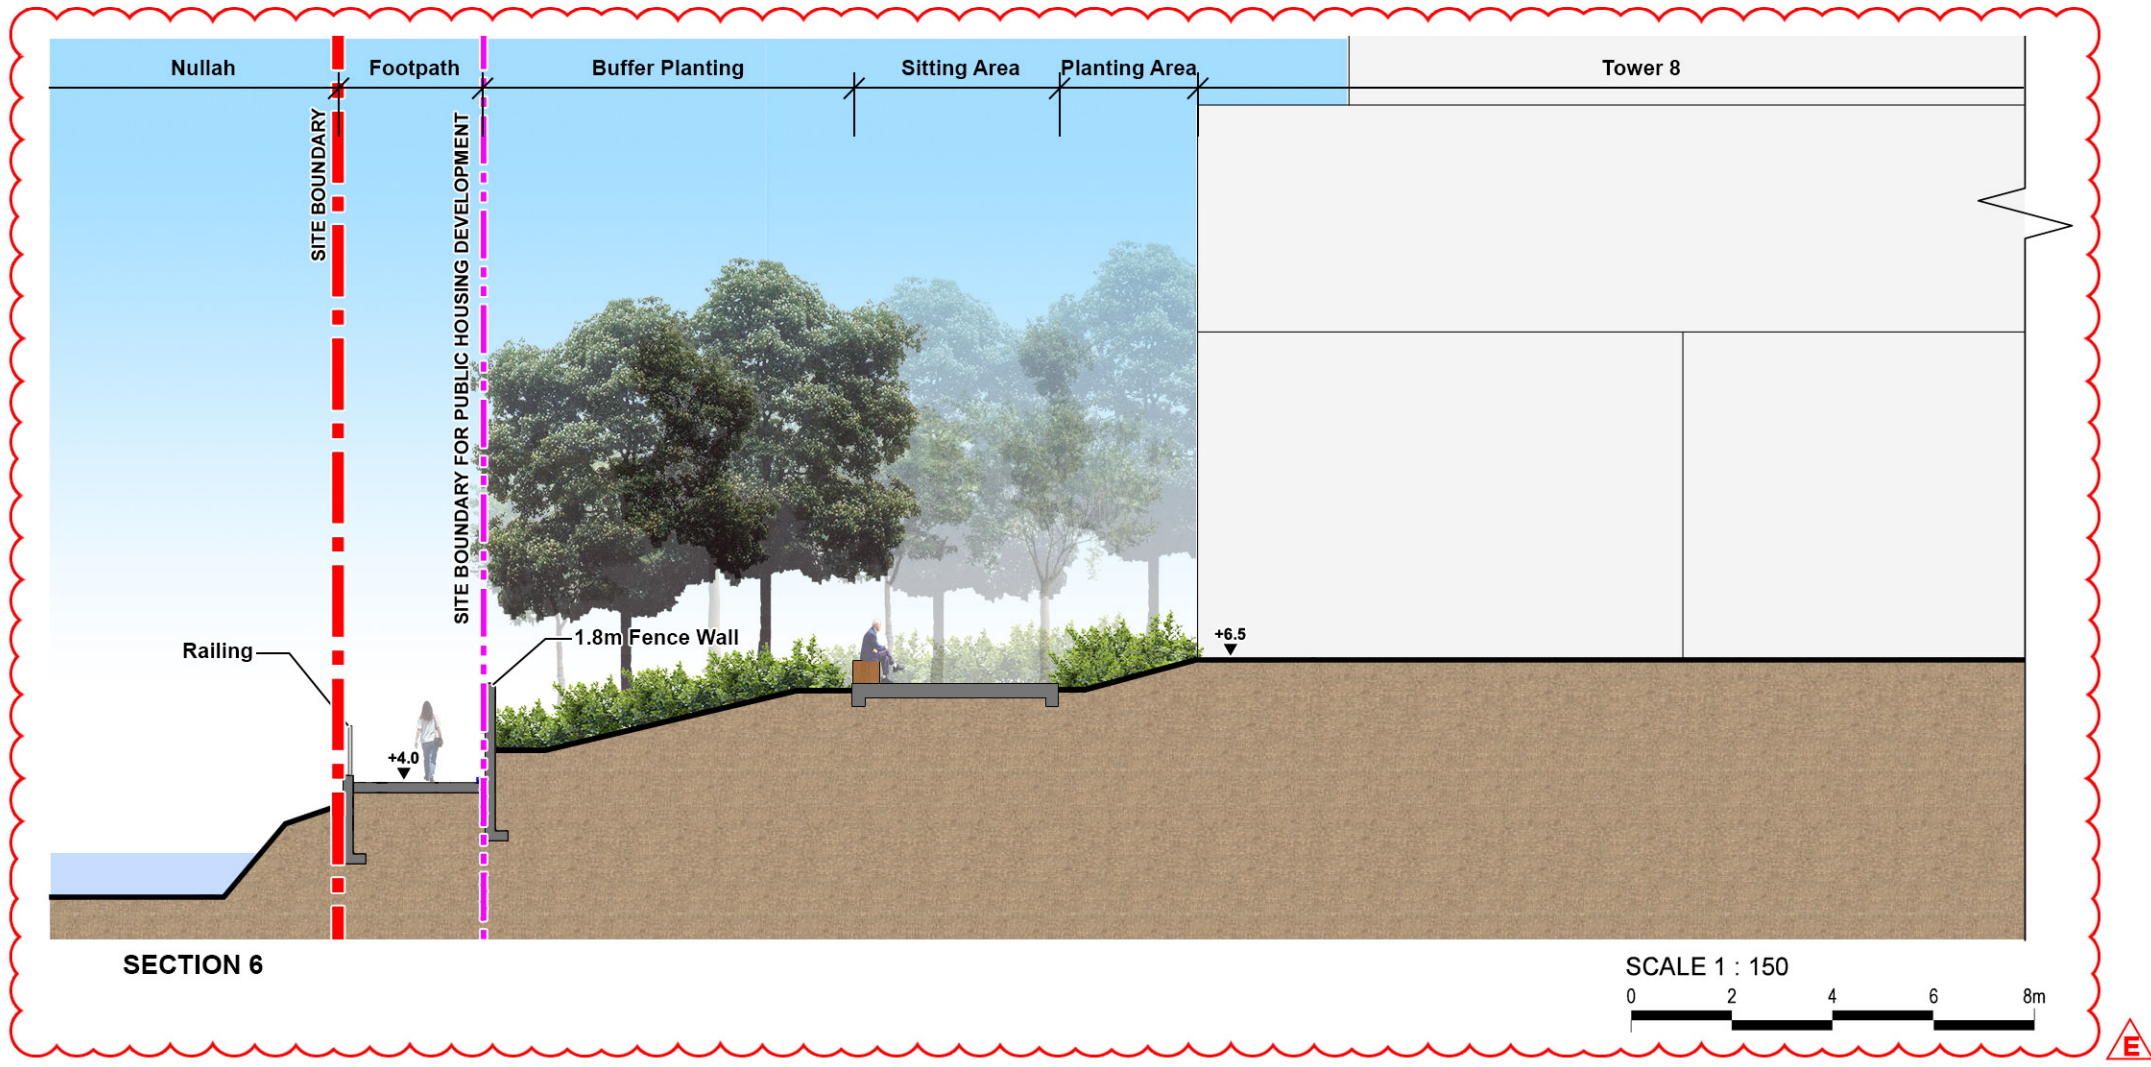 Nullah
Footpath
Buffer Planting
Sitting Area
Planting Area
Tower 8
SITE BOUNDARY
SITE BOUNDARY FOR PUBLIC HOUSING DEVELOPMENT
Railing
1.8m Fence Wall
+6.5
+4.0
SECTION 6
SCALE 1 : 150
0 2 4 6 8m
E